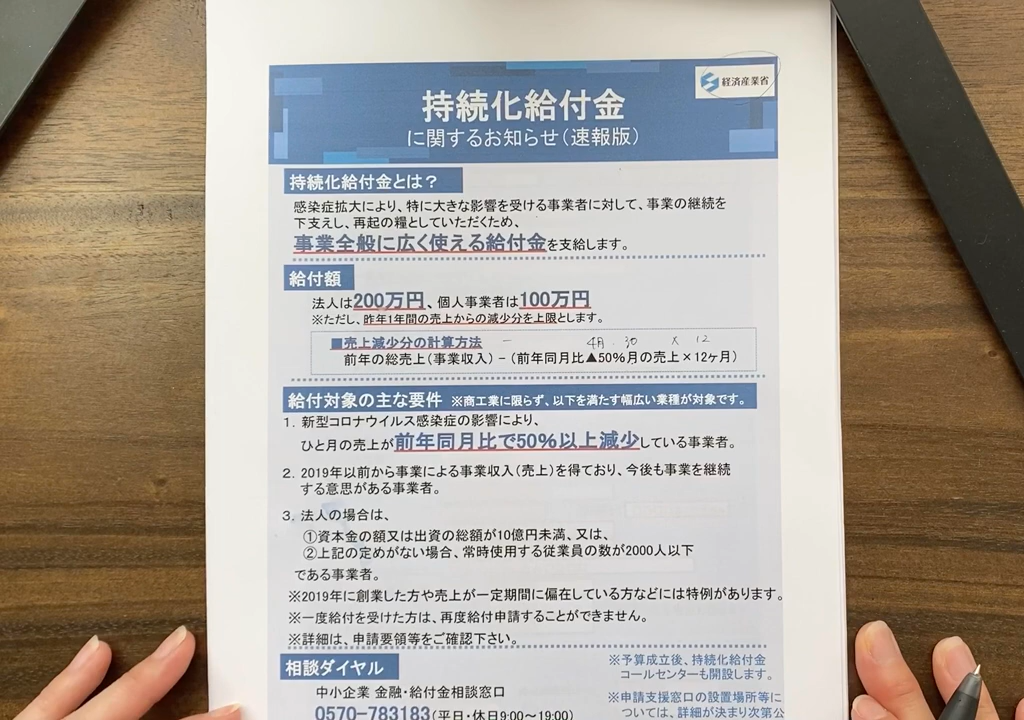 経済産業省
持続化給付金
に関するお知らせ（速報版）
持続化給付金とは？
感染症拡大により、特に大きな影響を受ける事業者に対して、事業の継続を
下支えし、再起の糧としていただくため、
事業全般に広く使える給付金を支給します。
給付額
法人は200万円、個人事業者は100万円
※ただし、昨年1年間の売上からの減少分を上限とします。
■売上減少分の計算方法 － 4月 30 × 12
前年の総売上（事業収入）－（前年同月比▲50％月の売上×12ヶ月）
給付対象の主な要件 ※商工業に限らず、以下を満たす幅広い業種が対象です。
1．新型コロナウイルス感染症の影響により、
ひと月の売上が前年同月比で50％以上減少している事業者。
2．2019年以前から事業による事業収入（売上）を得ており、今後も事業を継続
する意思がある事業者。
3．法人の場合は、
①資本金の額又は出資の総額が10億円未満、又は、
②上記の定めがない場合、常時使用する従業員の数が2000人以下
である事業者。
※2019年に創業した方や売上が一定期間に偏在している方などには特例があります。
※一度給付を受けた方は、再度給付申請することができません。
※詳細は、申請要領等をご確認下さい。
相談ダイヤル
中小企業 金融・給付金相談窓口
0570-783183（平日・休日9:00～19:00）
※予算成立後、持続化給付金
コールセンターも開設します。
※申請支援窓口の設置場所等に
ついては、詳細が決まり次第公